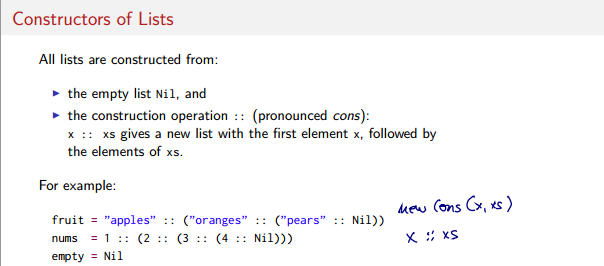 Constructors of Lists
All lists are constructed from:
▶ the empty list Nil, and
▶ the construction operation :: (pronounced cons):
x :: xs gives a new list with the first element x, followed by
the elements of xs.
For example:
fruit = "apples" :: ("oranges" :: ("pears" :: Nil))
nums = 1 :: (2 :: (3 :: (4 :: Nil)))
empty = Nil
new Cons(x, xs)
x :: xs